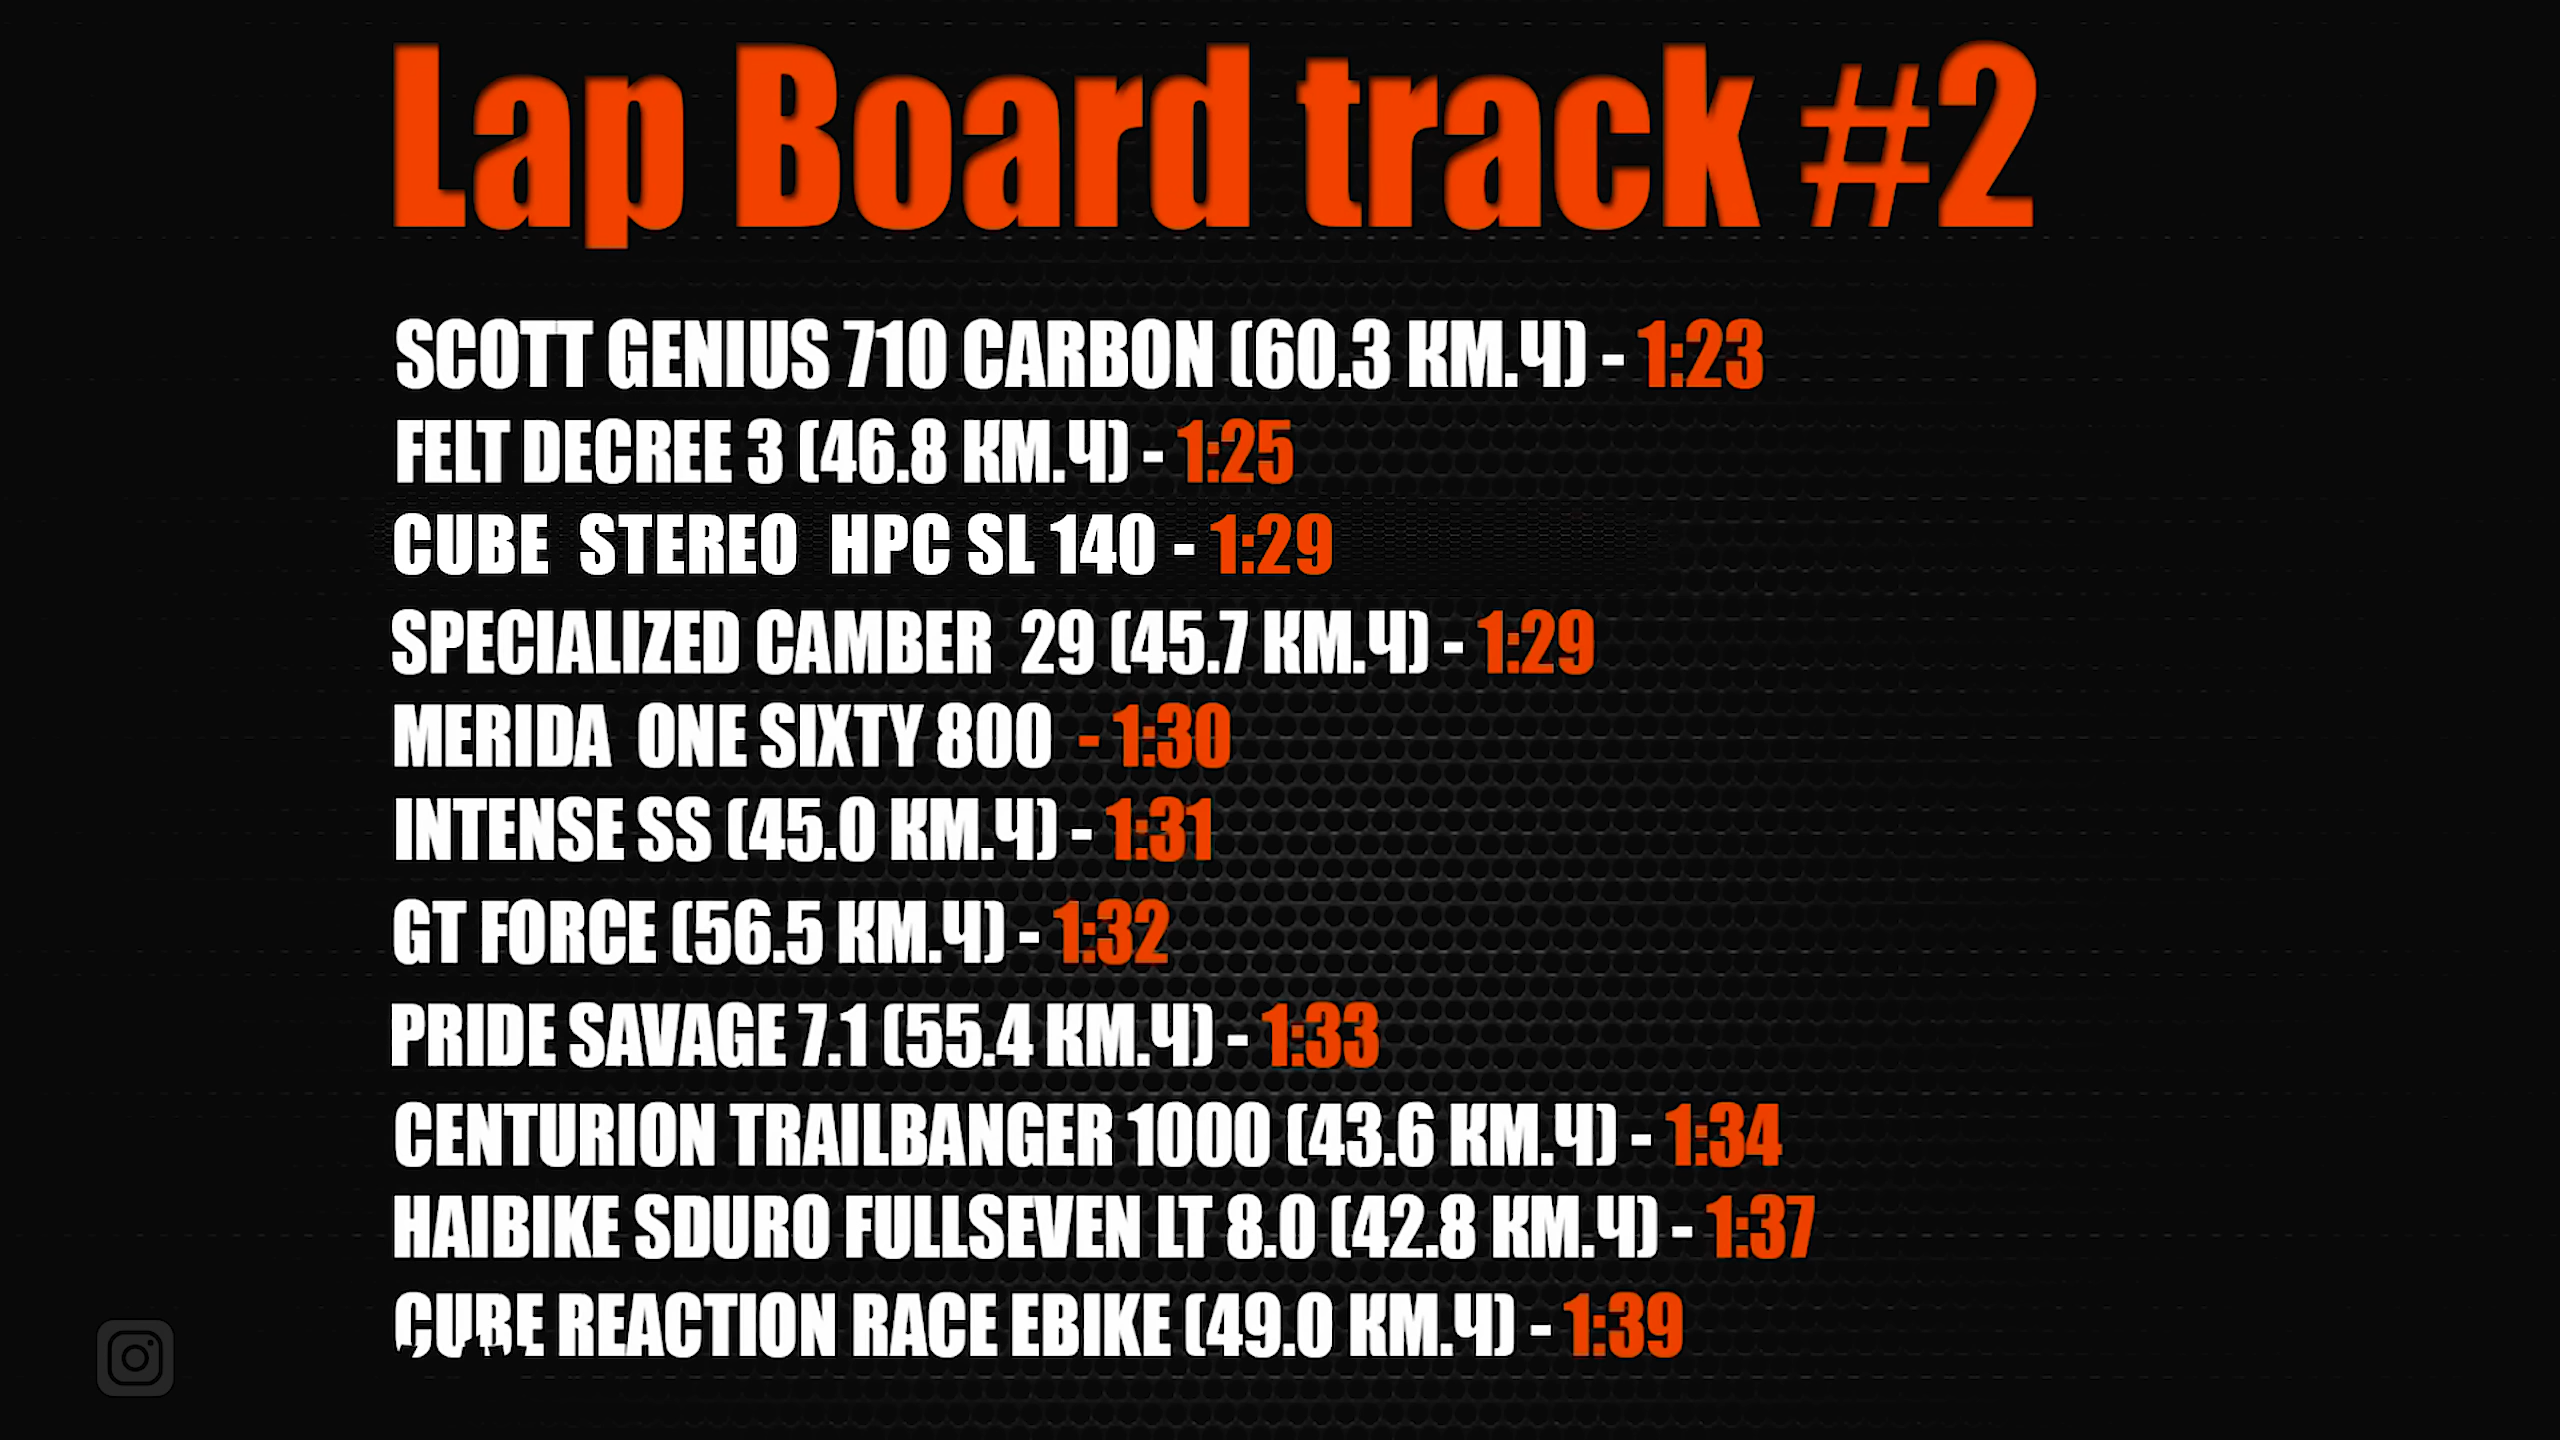 Lap Board track #2
SCOTT GENIUS 710 CARBON (60.3 КМ.Ч) - 1:23
FELT DECREE 3 (46.8 КМ.Ч) - 1:25
CUBE STEREO HPC SL 140 - 1:29
SPECIALIZED CAMBER 29 (45.7 КМ.Ч) - 1:29
MERIDA ONE SIXTY 800 - 1:30
INTENSE SS (45.0 КМ.Ч) - 1:31
GT FORCE (56.5 КМ.Ч) - 1:32
PRIDE SAVAGE 7.1 (55.4 КМ.Ч) - 1:33
CENTURION TRAILBANGER 1000 (43.6 КМ.Ч) - 1:34
HAIBIKE SDURO FULLSEVEN LT 8.0 (42.8 КМ.Ч) - 1:37
CUBE REACTION RACE EBIKE (49.0 КМ.Ч) - 1:39